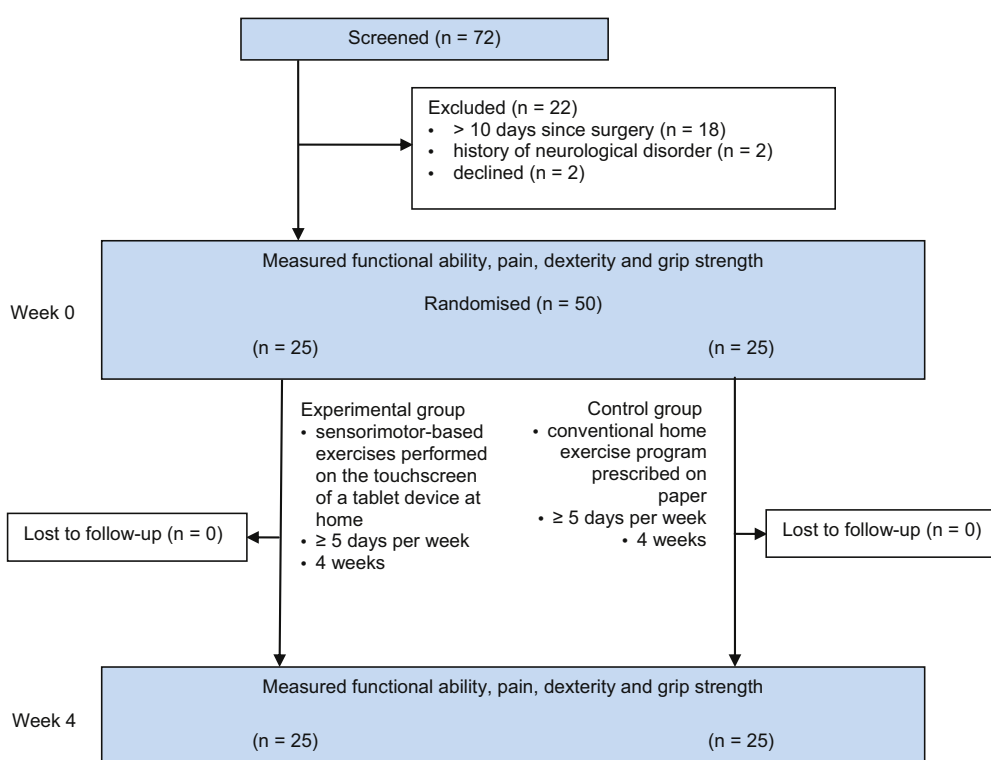 Screened (n = 72)
Excluded (n = 22)
• > 10 days since surgery (n = 18)
• history of neurological disorder (n = 2)
• declined (n = 2)
Measured functional ability, pain, dexterity and grip strength
Week 0
Randomised (n = 50)
(n = 25)
(n = 25)
Experimental group
• sensorimotor-based
exercises performed
on the touchscreen
of a tablet device at
home
• ≥ 5 days per week
• 4 weeks
Control group
• conventional home
exercise program
prescribed on
paper
• ≥ 5 days per week
• 4 weeks
Lost to follow-up (n = 0)
Lost to follow-up (n = 0)
Measured functional ability, pain, dexterity and grip strength
Week 4
(n = 25)
(n = 25)